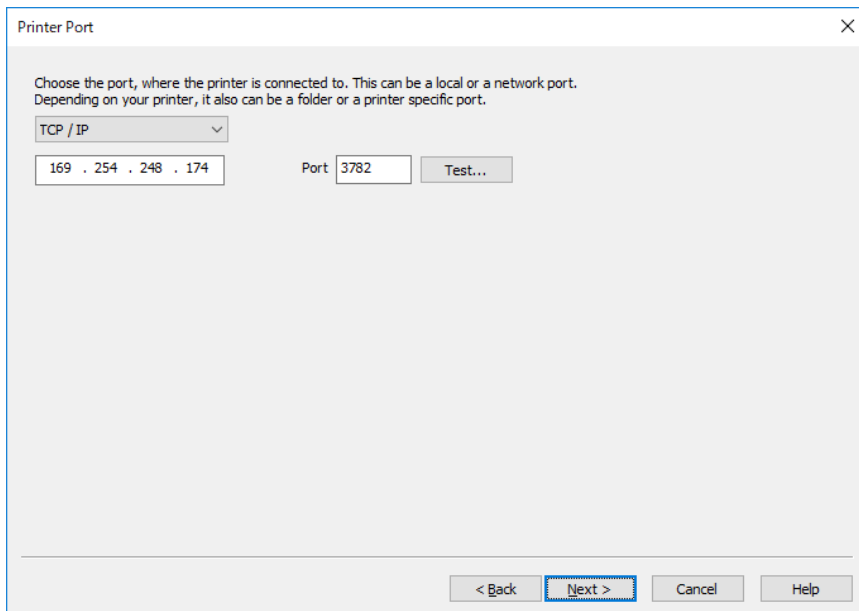 Printer Port
Choose the port, where the printer is connected to. This can be a local or a network port.
Depending on your printer, it also can be a folder or a printer specific port.
TCP / IP
169 . 254 . 248 . 174 Port 3782 Test...
< Back Next > Cancel Help